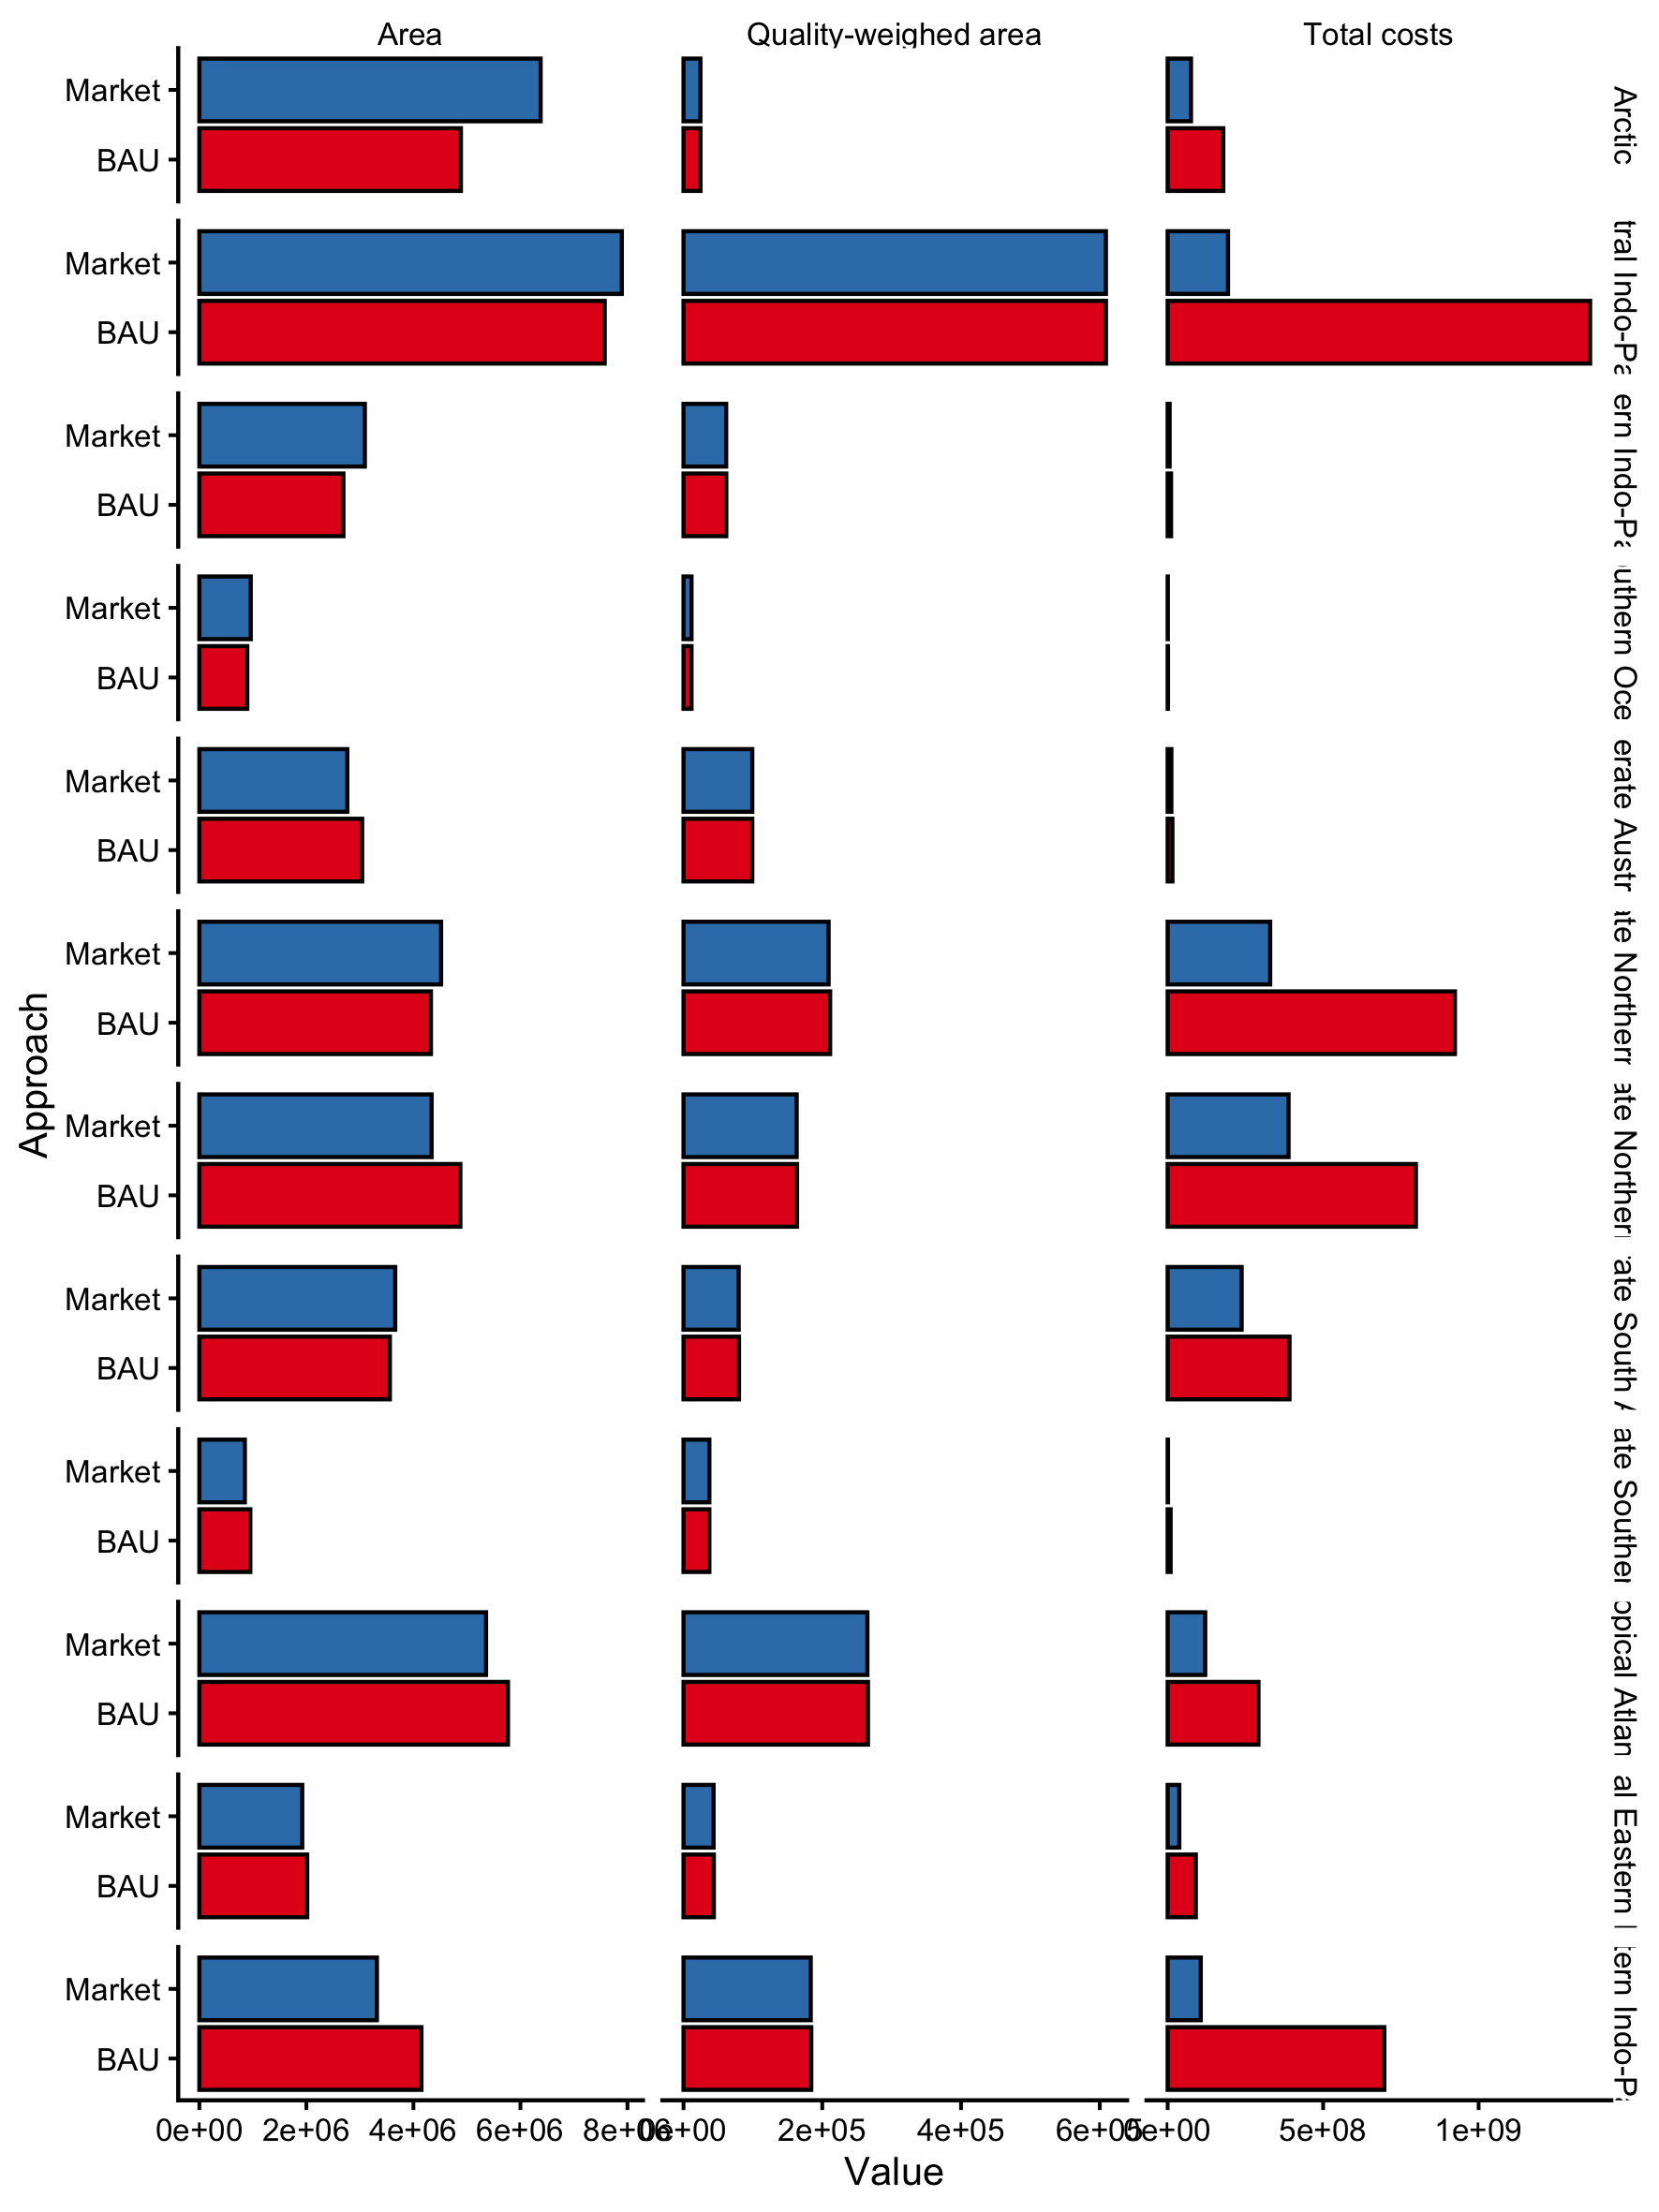 Area Quality-weighed area Total costs
Market
BAU
Arctic
Market
BAU
tral Indo-Pa
Market
BAU
ern Indo-Pa
Market
BAU
uthern Oce
Market
BAU
erate Austr
Market
BAU
te Northern
Market
BAU
ate Northern
Market
BAU
ate South A
Market
BAU
ate Souther
Market
BAU
opical Atlan
Market
BAU
al Eastern
Market
BAU
tern Indo-Pa
Approach
0e+00 2e+06 4e+06 6e+06 8e+06 0e+00 2e+05 4e+05 6e+05 0e+00 5e+08 1e+09
Value